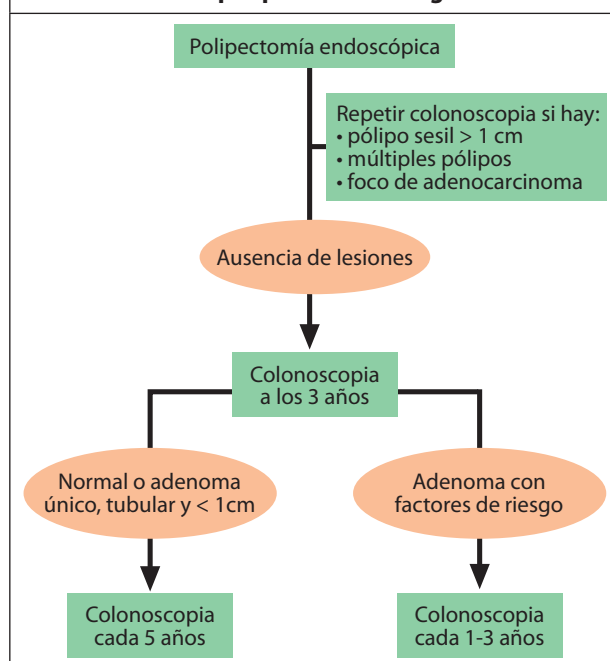 Polipectomía endoscópica
Repetir colonoscopia si hay:
• pólipo sesil > 1 cm
• múltiples pólipos
• foco de adenocarcinoma
Ausencia de lesiones
Colonoscopia
a los 3 años
Normal o adenoma
único, tubular y < 1cm
Adenoma con
factores de riesgo
Colonoscopia
cada 5 años
Colonoscopia
cada 1-3 años